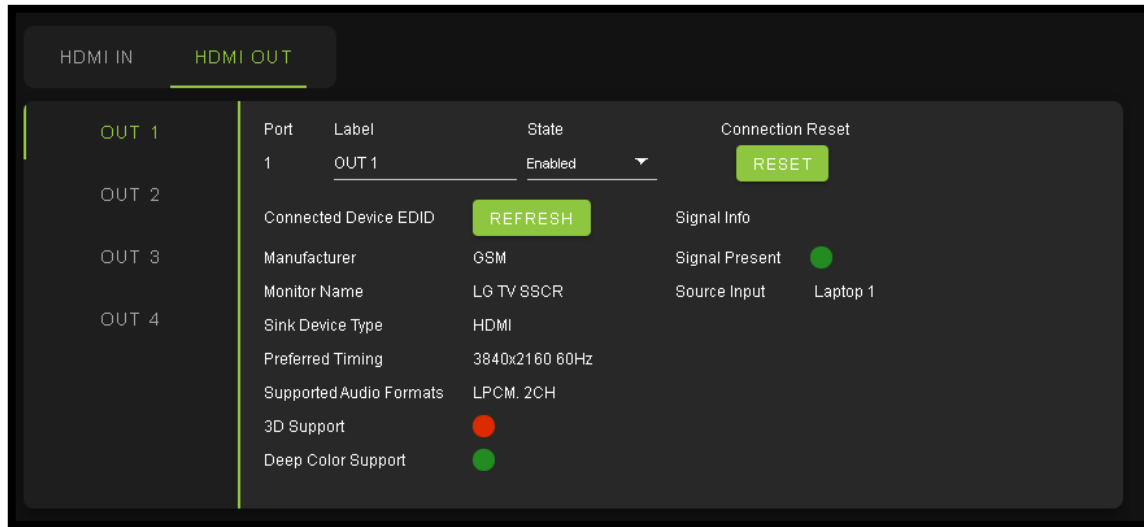 HDMI IN HDMI OUT
OUT 1
OUT 2
OUT 3
OUT 4
Port Label State Connection Reset
1 OUT 1 Enabled RESET
Connected Device EDID REFRESH Signal Info
Manufacturer GSM Signal Present
Monitor Name LG TV SSCR Source Input Laptop 1
Sink Device Type HDMI
Preferred Timing 3840x2160 60Hz
Supported Audio Formats LPCM. 2CH
3D Support
Deep Color Support